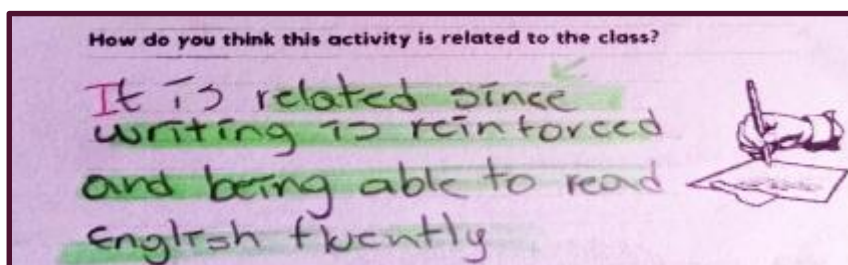 How do you think this activity is related to the class?
It is related since
writing is reinforced
and being able to read
English fluently